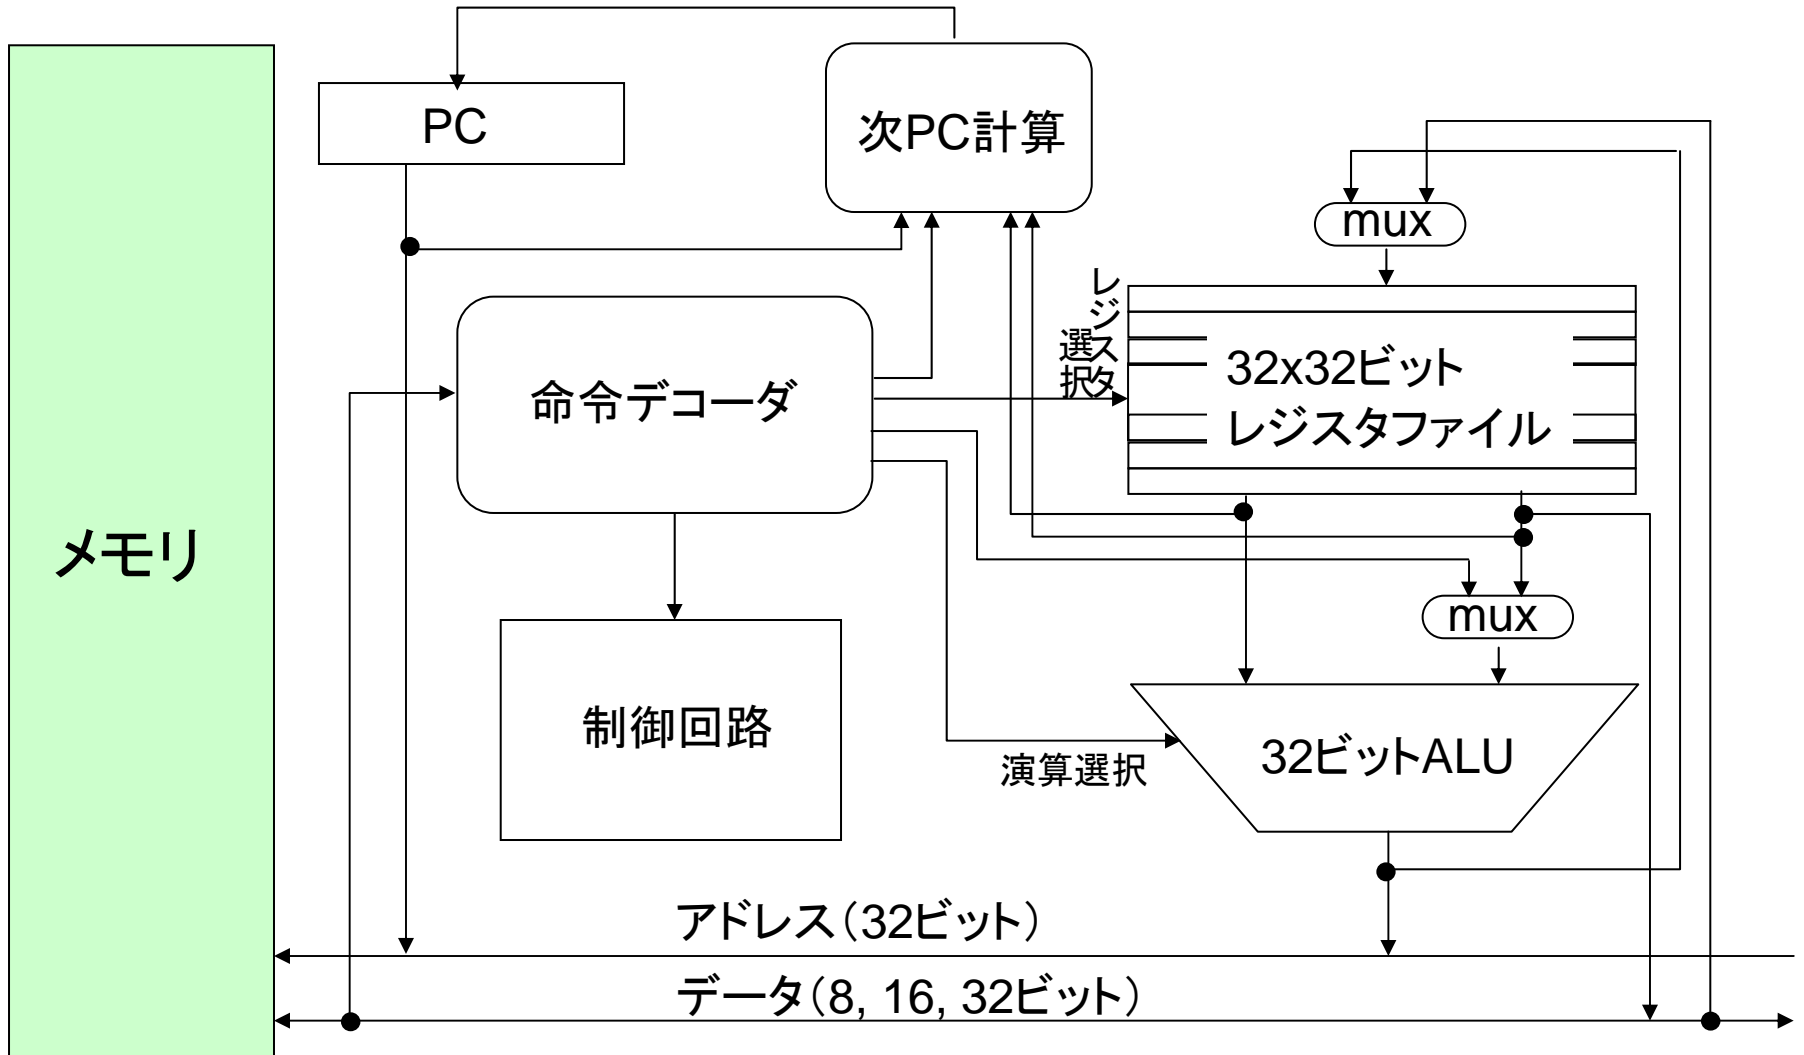 PC
次PC計算
mux
レジスタ
選択
命令デコーダ
32x32ビット
レジスタファイル
メモリ
mux
制御回路
演算選択
32ビットALU
アドレス(32ビット)
データ(8, 16, 32ビット)